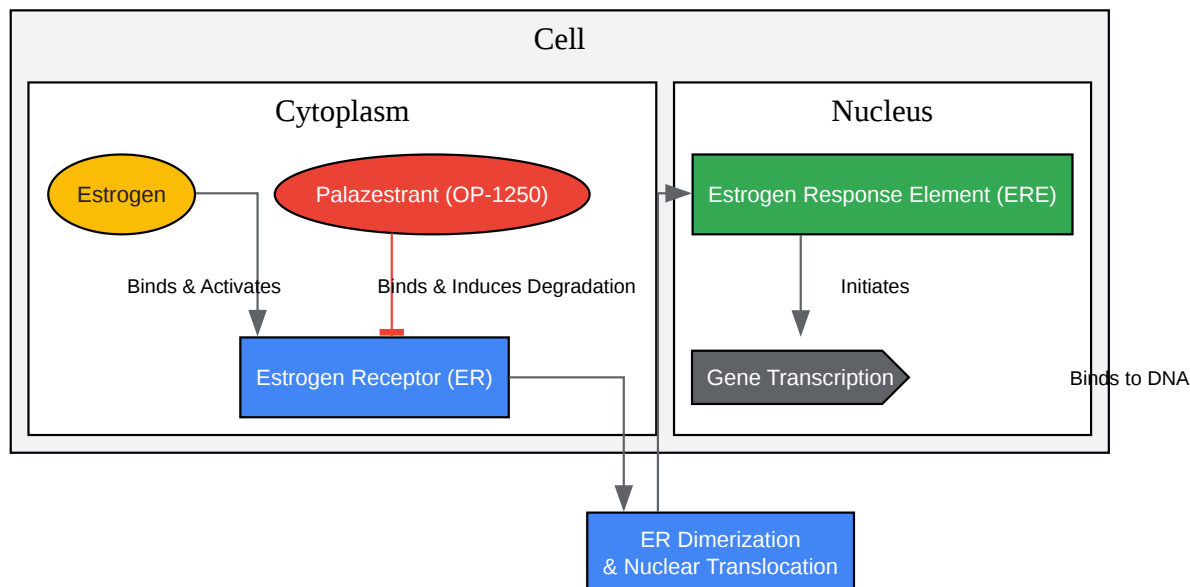 Cell
Cytoplasm
Nucleus
Estrogen
Palazestrant (OP-1250)
Estrogen Response Element (ERE)
Binds & Activates
Binds & Induces Degradation
Initiates
Estrogen Receptor (ER)
Gene Transcription
Binds to DNA
ER Dimerization
& Nuclear Translocation